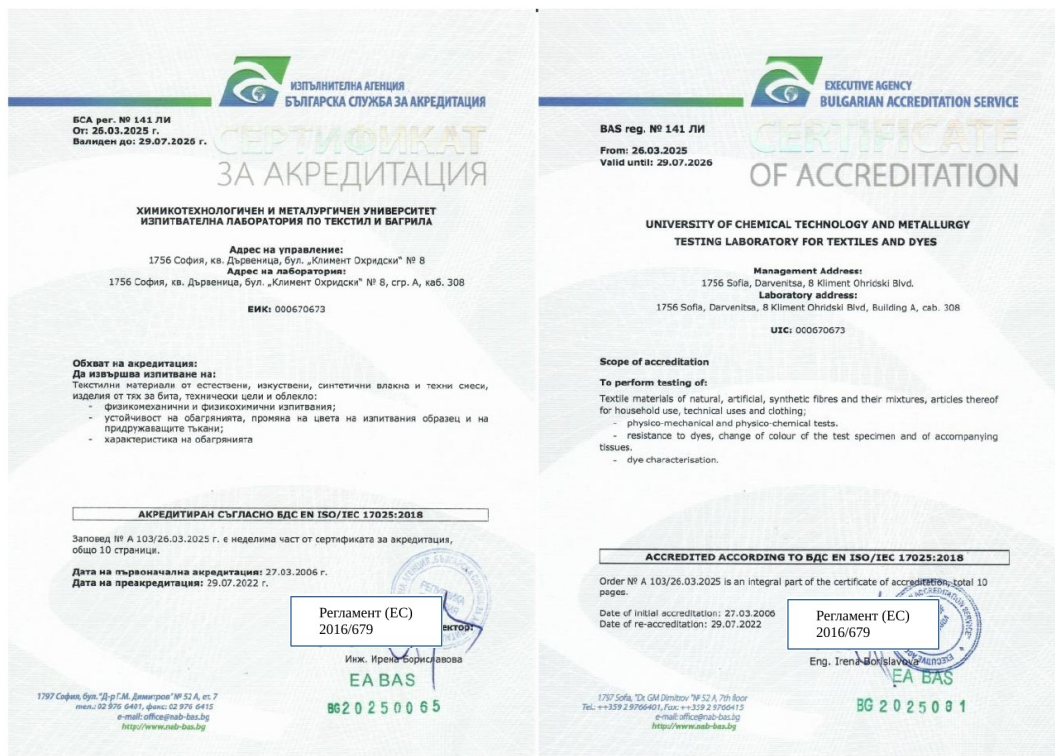 ИЗПЪЛНИТЕЛНА АГЕНЦИЯ
БЪЛГАРСКА СЛУЖБА ЗА АКРЕДИТАЦИЯ
БСА рег. № 141 ЛИ
От: 26.03.2025 г.
Валиден до: 29.07.2026 г.
СЕРТИФИКАТ
ЗА АКРЕДИТАЦИЯ
ХИМИКОТЕХНОЛОГИЧЕН И МЕТАЛУРГИЧЕН УНИВЕРСИТЕТ
ИЗПИТВАТЕЛНА ЛАБОРАТОРИЯ ПО ТЕКСТИЛ И БАГРИЛА
Адрес на управление:
1756 София, кв. Дървеница, бул. „Климент Охридски" № 8
Адрес на лаборатория:
1756 София, кв. Дървеница, бул. „Климент Охридски" № 8, сгр. А, каб. 308
ЕИК: 000670673
Обхват на акредитация:
Да извършва изпитване на:
Текстилни материали от естествени, изкуствени, синтетични влакна и техни смеси,
изделия от тях за бита, технически цели и облекло:
- физикомеханични и физикохимични изпитвания;
- устойчивост на обагрянията, промяна на цвета на изпитвания образец и на
придружаващите тъкани;
- характеристика на обагрянията
АКРЕДИТИРАН СЪГЛАСНО БДС EN ISO/IEC 17025:2018
Заповед № А 103/26.03.2025 г. е неделима част от сертификата за акредитация,
общо 10 страници.
Дата на първоначална акредитация: 27.03.2006 г.
Дата на преакредитация: 29.07.2022 г.
Регламент (ЕС)
2016/679
ектор:
Инж. Ирена Бориславова
EA BAS
BG20250065
1797 София, бул. "Д-р Г.М. Димитров" № 52 А, ет. 7
тел.: 02 976 6401, факс: 02 976 6415
e-mail: office@nab-bas.bg
http://www.nab-bas.bg
EXECUTIVE AGENCY
BULGARIAN ACCREDITATION SERVICE
BAS reg. № 141 ЛИ
From: 26.03.2025
Valid until: 29.07.2026
CERTIFICATE
OF ACCREDITATION
UNIVERSITY OF CHEMICAL TECHNOLOGY AND METALLURGY
TESTING LABORATORY FOR TEXTILES AND DYES
Management Address:
1756 Sofia, Darvenitsa, 8 Kliment Ohridski Blvd.
Laboratory address:
1756 Sofia, Darvenitsa, 8 Kliment Ohridski Blvd, Building A, cab. 308
UIC: 000670673
Scope of accreditation
To perform testing of:
Textile materials of natural, artificial, synthetic fibres and their mixtures, articles thereof
for household use, technical uses and clothing;
- physico-mechanical and physico-chemical tests.
- resistance to dyes, change of colour of the test specimen and of accompanying
tissues.
- dye characterisation.
ACCREDITED ACCORDING TO БДС EN ISO/IEC 17025:2018
Order № A 103/26.03.2025 is an integral part of the certificate of accreditation, total 10
pages.
Date of initial accreditation: 27.03.2006
Date of re-accreditation: 29.07.2022
Регламент (ЕС)
2016/679
Eng. Irena Borislavova
EA BAS
BG 20250081
1797 Sofia, "Dr. GM Dimitrov" № 52 A, 7th floor
Tel.: ++359 2 9766401, Fax: ++359 2 9766415
e-mail: office@nab-bas.bg
http://www.nab-bas.bg